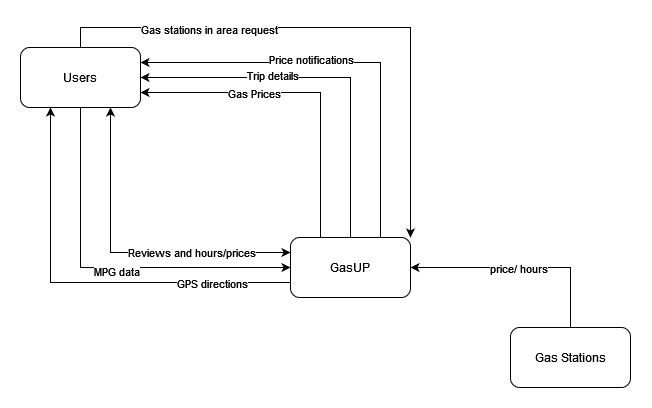 Gas stations in area request
Price notifications
Users
Trip details
Gas Prices
Reviews and hours/prices
GasUP
price/ hours
MPG data
GPS directions
Gas Stations